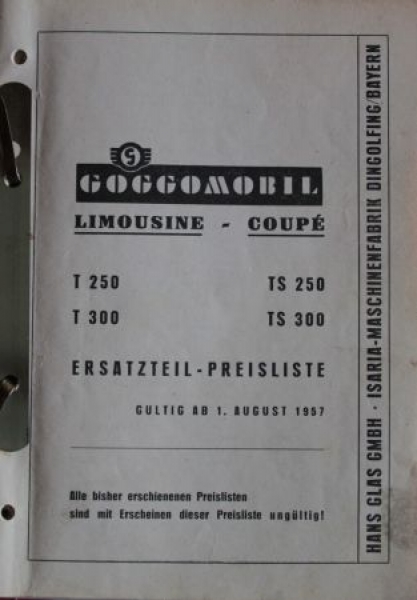 G
GOGGOMOBIL
LIMOUSINE - COUPÉ
T 250 TS 250
T 300 TS 300
ERSATZTEIL-PREISLISTE
GÜLTIG AB 1. AUGUST 1957
Alle bisher erschienenen Preislisten
sind mit Erscheinen dieser Preisliste ungültig!
HANS GLAS GMBH · ISARIA-MASCHINENFABRIK DINGOLFING/BAYERN